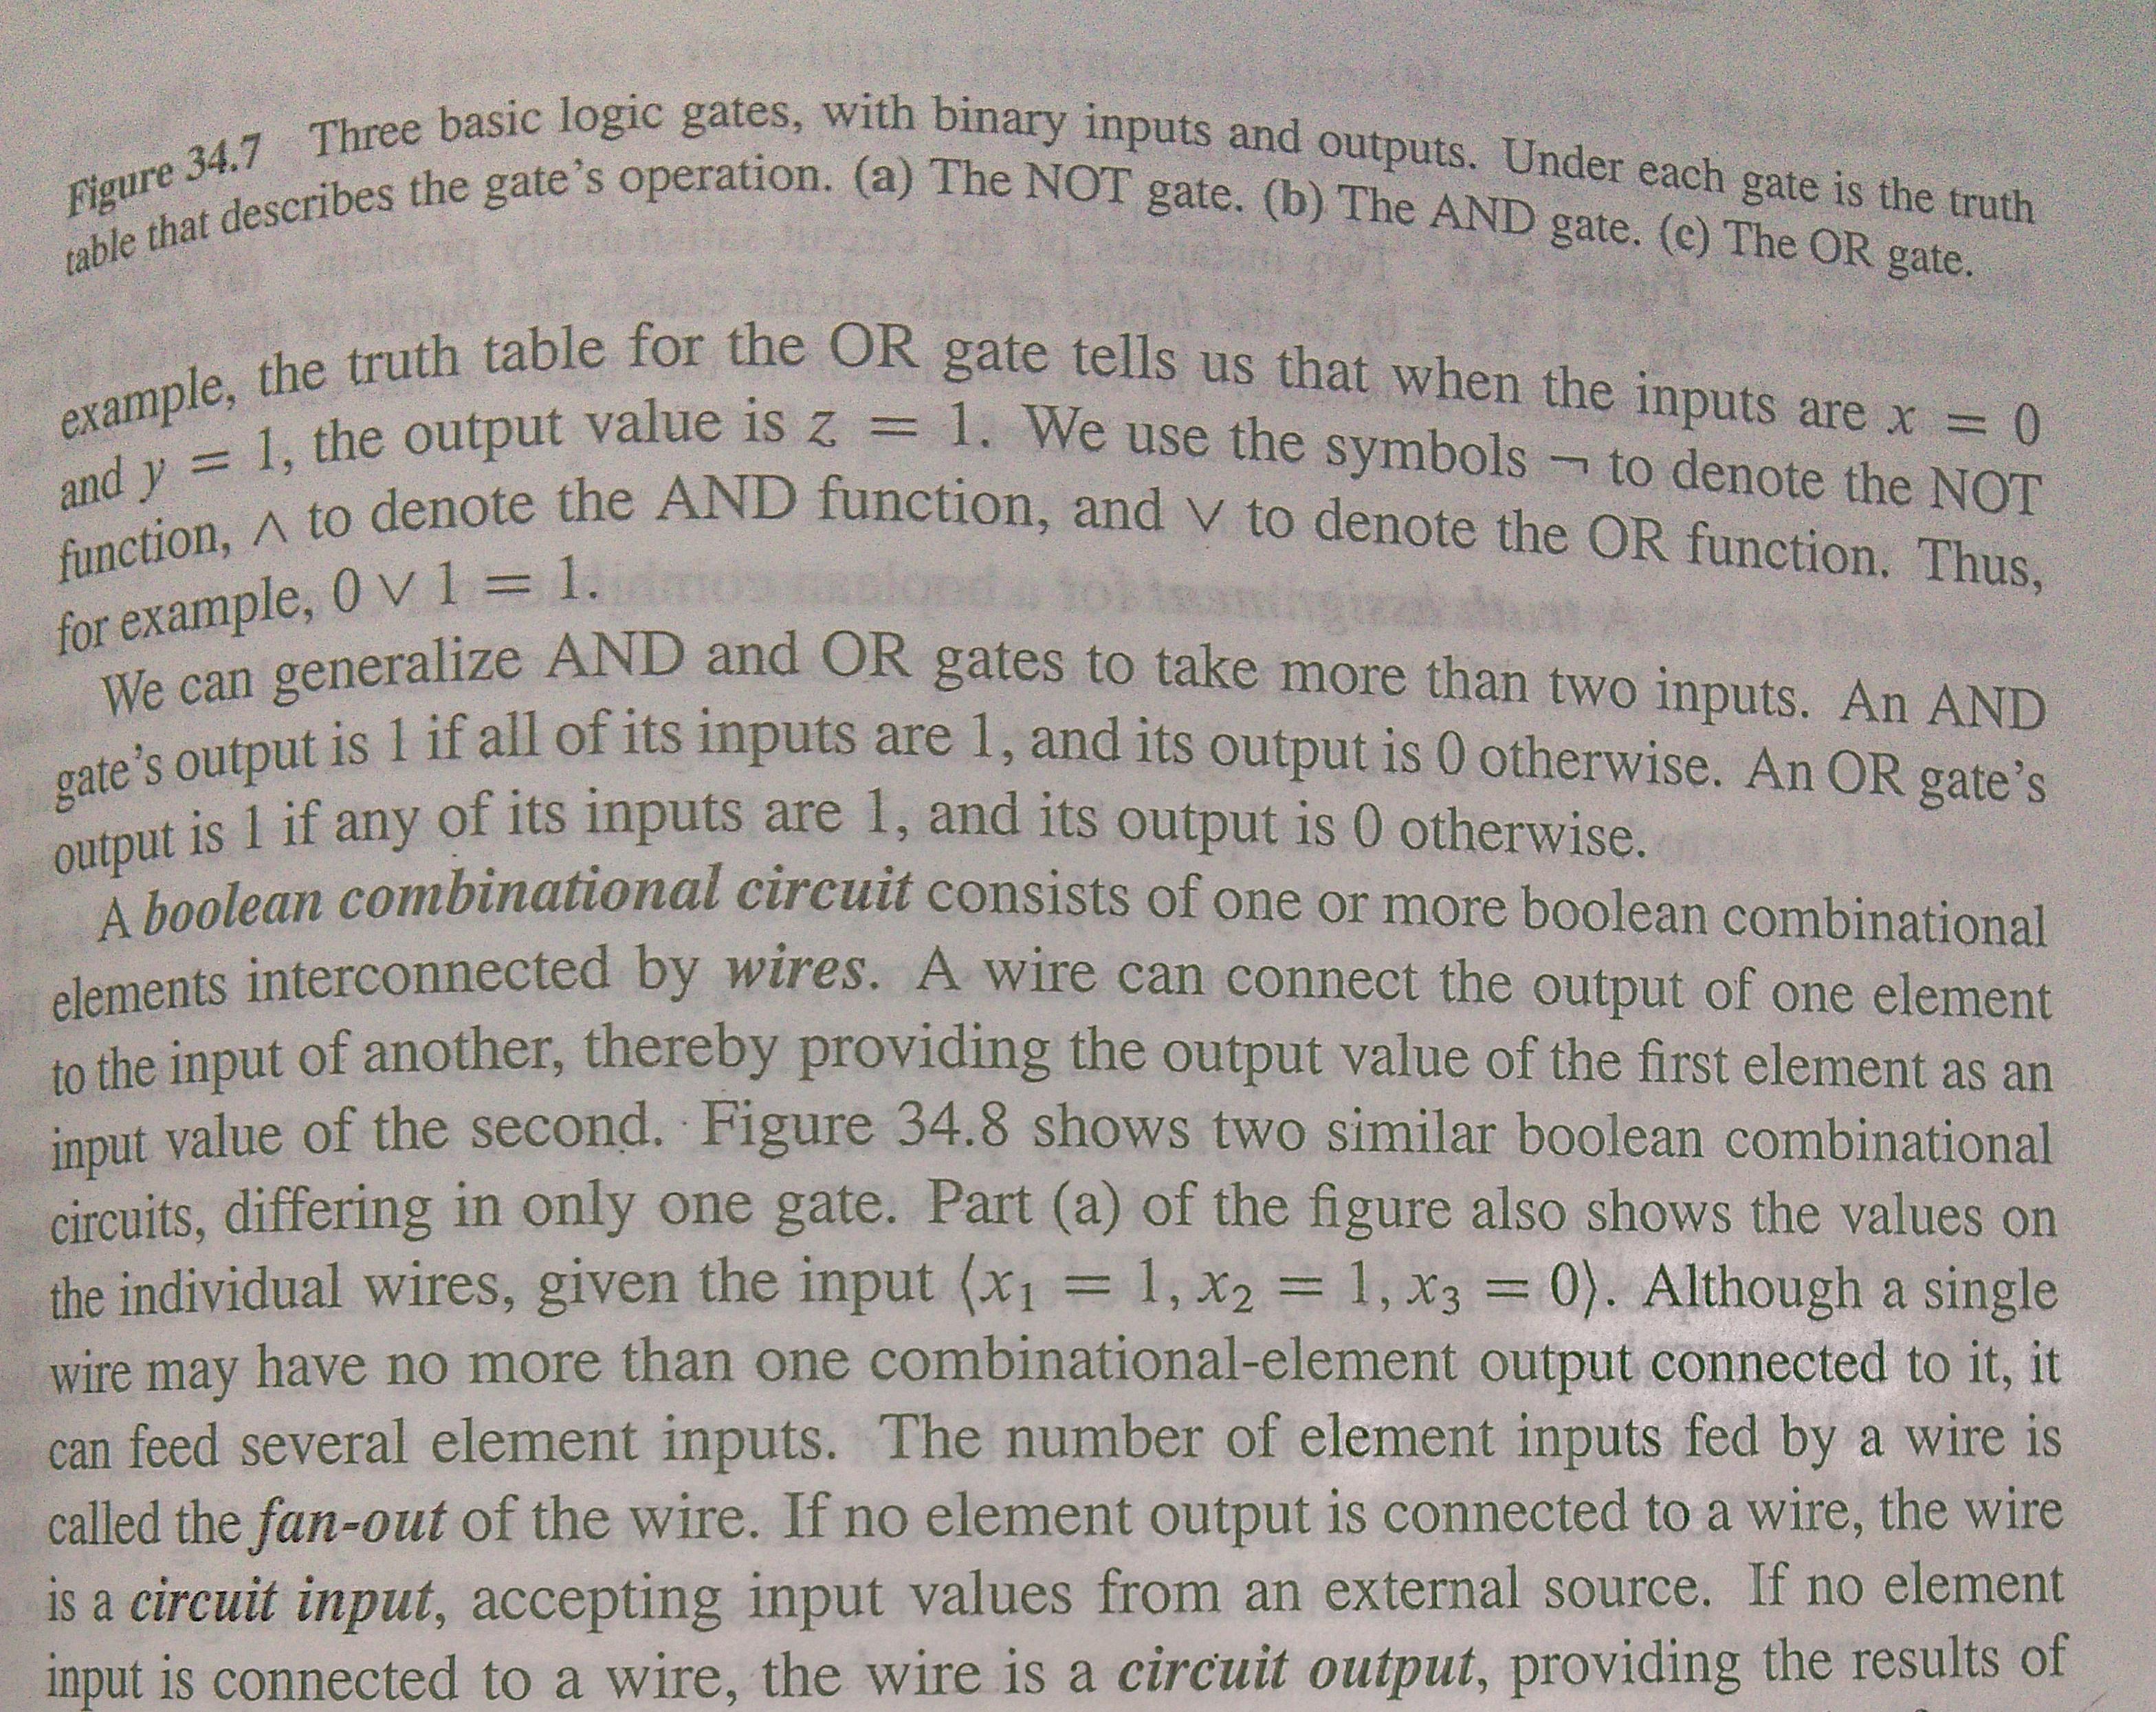 Figure 34.7 Three basic logic gates, with binary inputs and outputs. Under each gate is the truth
table that describes the gate's operation. (a) The NOT gate. (b) The AND gate. (c) The OR gate.
example, the truth table for the OR gate tells us that when the inputs are x = 0
and y = 1, the output value is z = 1. We use the symbols ¬ to denote the NOT
function, ∧ to denote the AND function, and ∨ to denote the OR function. Thus,
for example, 0 ∨ 1 = 1.
We can generalize AND and OR gates to take more than two inputs. An AND
gate's output is 1 if all of its inputs are 1, and its output is 0 otherwise. An OR gate's
output is 1 if any of its inputs are 1, and its output is 0 otherwise.
A boolean combinational circuit consists of one or more boolean combinational
elements interconnected by wires. A wire can connect the output of one element
to the input of another, thereby providing the output value of the first element as an
input value of the second. Figure 34.8 shows two similar boolean combinational
circuits, differing in only one gate. Part (a) of the figure also shows the values on
the individual wires, given the input ⟨x₁ = 1, x₂ = 1, x₃ = 0⟩. Although a single
wire may have no more than one combinational-element output connected to it, it
can feed several element inputs. The number of element inputs fed by a wire is
called the fan-out of the wire. If no element output is connected to a wire, the wire
is a circuit input, accepting input values from an external source. If no element
input is connected to a wire, the wire is a circuit output, providing the results of